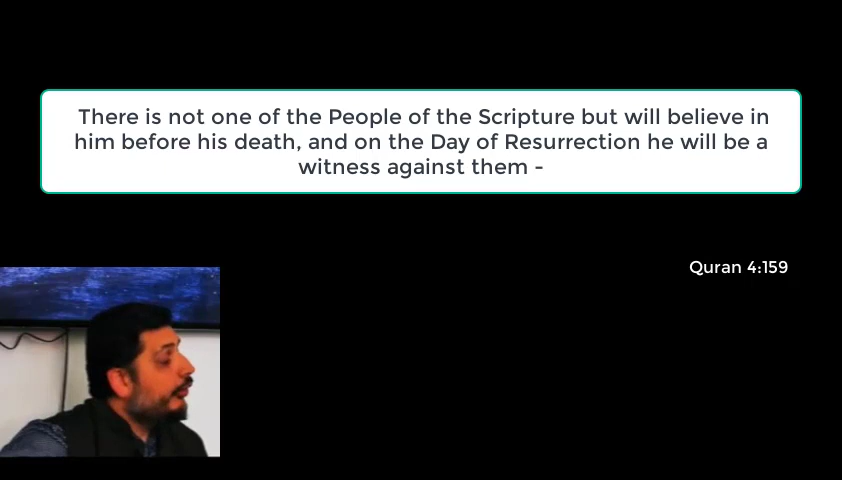 There is not one of the People of the Scripture but will believe in
him before his death, and on the Day of Resurrection he will be a
witness against them -
Quran 4:159